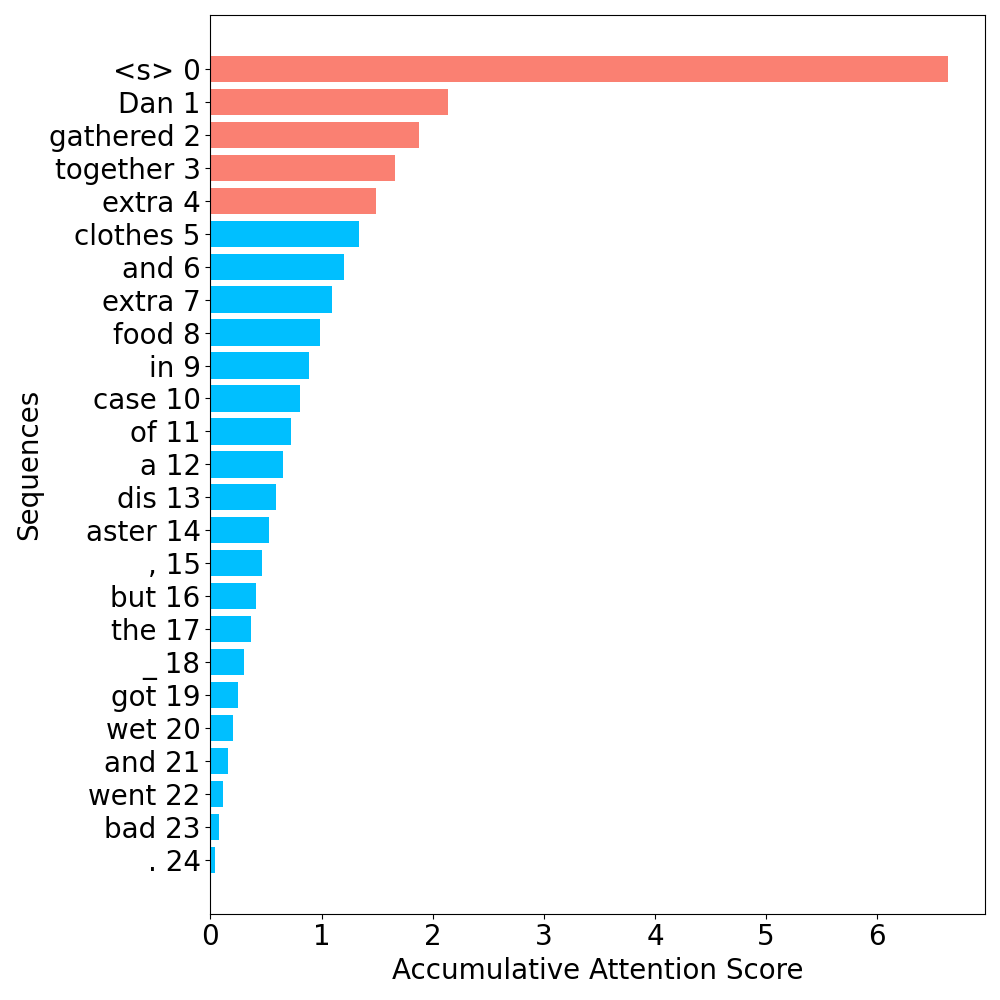 <s> 0
Dan 1
gathered 2
together 3
extra 4
clothes 5
and 6
extra 7
food 8
in 9
case 10
of 11
a 12
dis 13
aster 14
, 15
but 16
the 17
_ 18
got 19
wet 20
and 21
went 22
bad 23
. 24
Sequences
0 1 2 3 4 5 6
Accumulative Attention Score